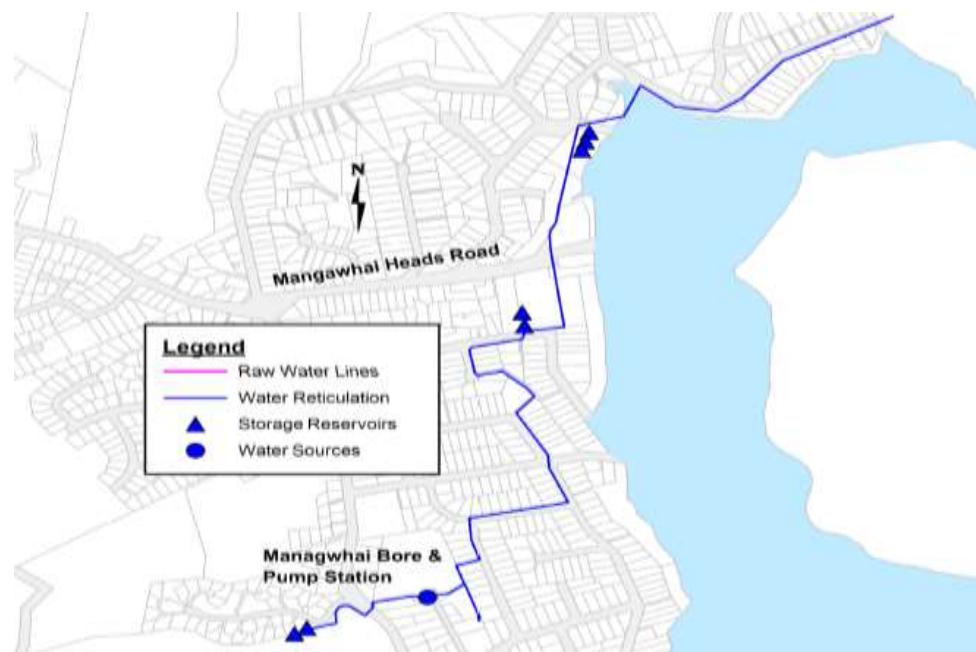 N
Mangawhai Heads Road
Legend
Raw Water Lines
Water Reticulation
Storage Reservoirs
Water Sources
Managwhai Bore &
Pump Station